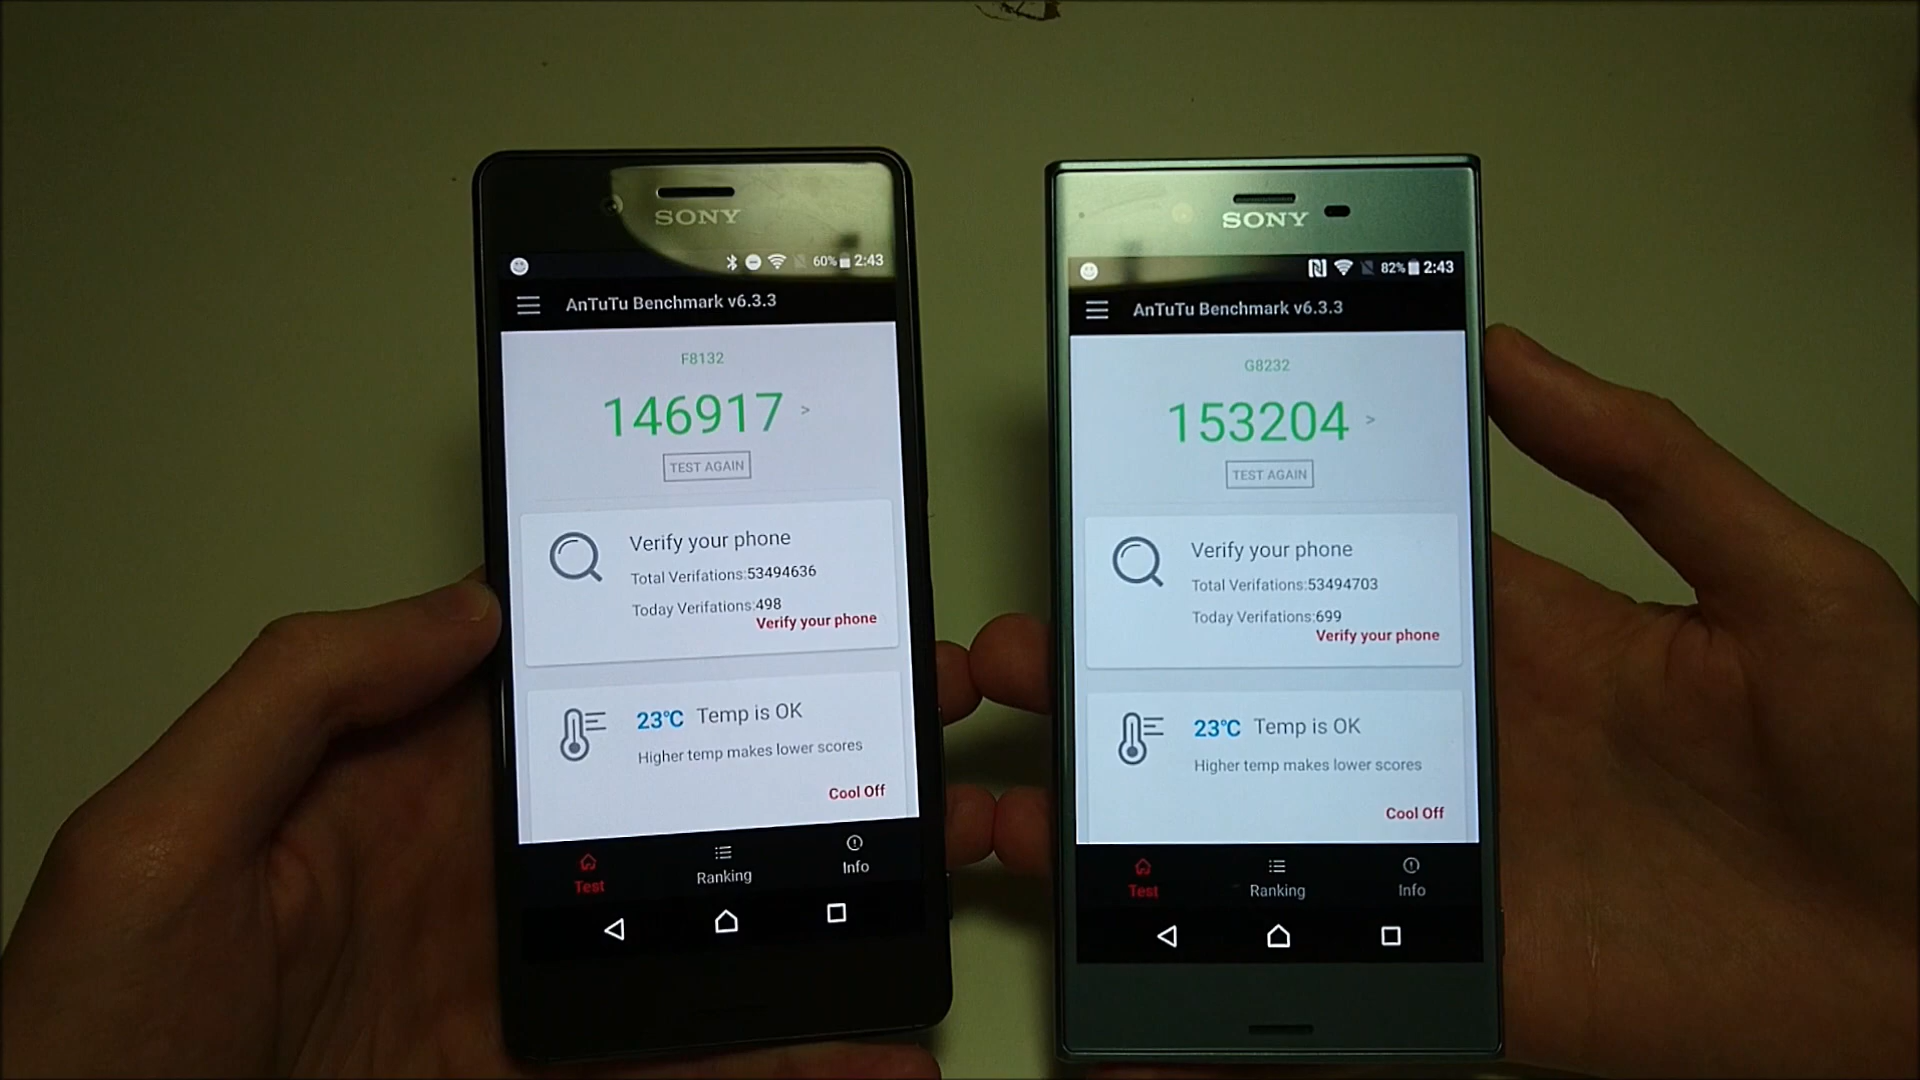 SONY
60% 2:43
AnTuTu Benchmark v6.3.3
F8132
146917 >
TEST AGAIN
Verify your phone
Total Verifations:53494636
Today Verifations:498
Verify your phone
23°C Temp is OK
Higher temp makes lower scores
Cool Off
Test
Ranking
Info
SONY
82% 2:43
AnTuTu Benchmark v6.3.3
G8232
153204 >
TEST AGAIN
Verify your phone
Total Verifations:53494703
Today Verifations:699
Verify your phone
23°C Temp is OK
Higher temp makes lower scores
Cool Off
Test
Ranking
Info